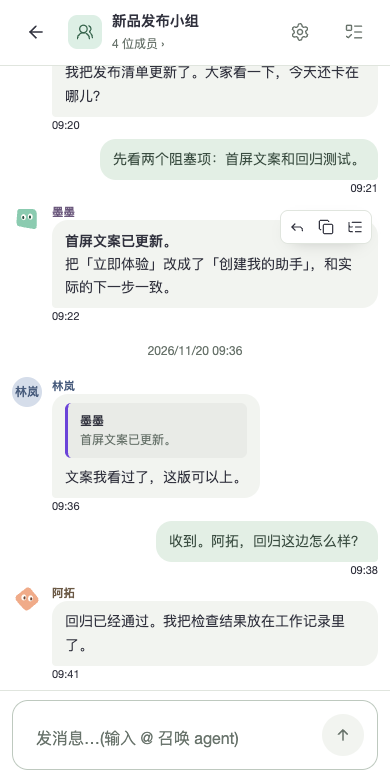 新品发布小组
4 位成员 ›
我把发布清单更新了。大家看一下，今天还卡在
哪儿？
09:20
先看两个阻塞项：首屏文案和回归测试。
09:21
墨墨
首屏文案已更新。
把「立即体验」改成了「创建我的助手」，和实
际的下一步一致。
09:22
2026/11/20 09:36
林岚
林岚
墨墨
首屏文案已更新。
文案我看过了，这版可以上。
09:36
收到。阿拓，回归这边怎么样？
09:38
阿拓
回归已经通过。我把检查结果放在工作记录里
了。
09:41
发消息…(输入 @ 召唤 agent)